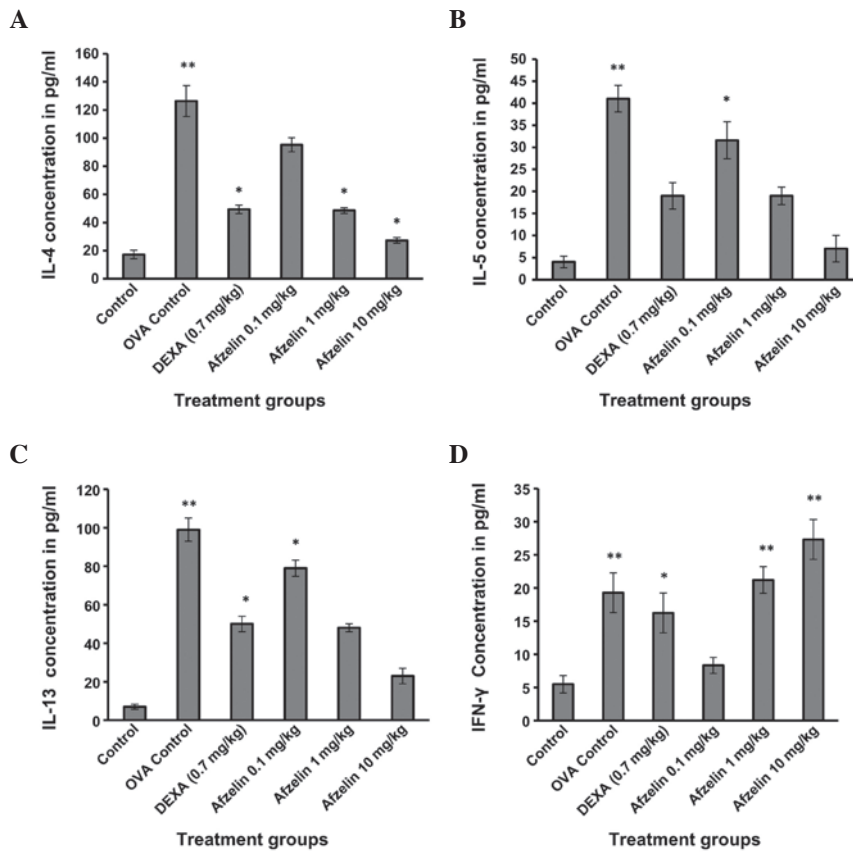 A
IL-4 concentration in pg/ml
160
140
120
100
80
60
40
20
0
**
*
*
*
Control
OVA Control
DEXA (0.7 mg/kg)
Afzelin 0.1 mg/kg
Afzelin 1 mg/kg
Afzelin 10 mg/kg
Treatment groups
B
IL-5 concentration in pg/ml
50
45
40
35
30
25
20
15
10
5
0
**
*
Control
OVA Control
DEXA (0.7 mg/kg)
Afzelin 0.1 mg/kg
Afzelin 1 mg/kg
Afzelin 10 mg/kg
Treatment groups
C
IL-13 concentration in pg/ml
120
100
80
60
40
20
0
**
*
*
Control
OVA Control
DEXA (0.7 mg/kg)
Afzelin 0.1 mg/kg
Afzelin 1 mg/kg
Afzelin 10 mg/kg
Treatment groups
D
IFN-γ Concentration in pg/ml
35
30
25
20
15
10
5
0
**
*
**
**
Control
OVA Control
DEXA (0.7 mg/kg)
Afzelin 0.1 mg/kg
Afzelin 1 mg/kg
Afzelin 10 mg/kg
Treatment groups